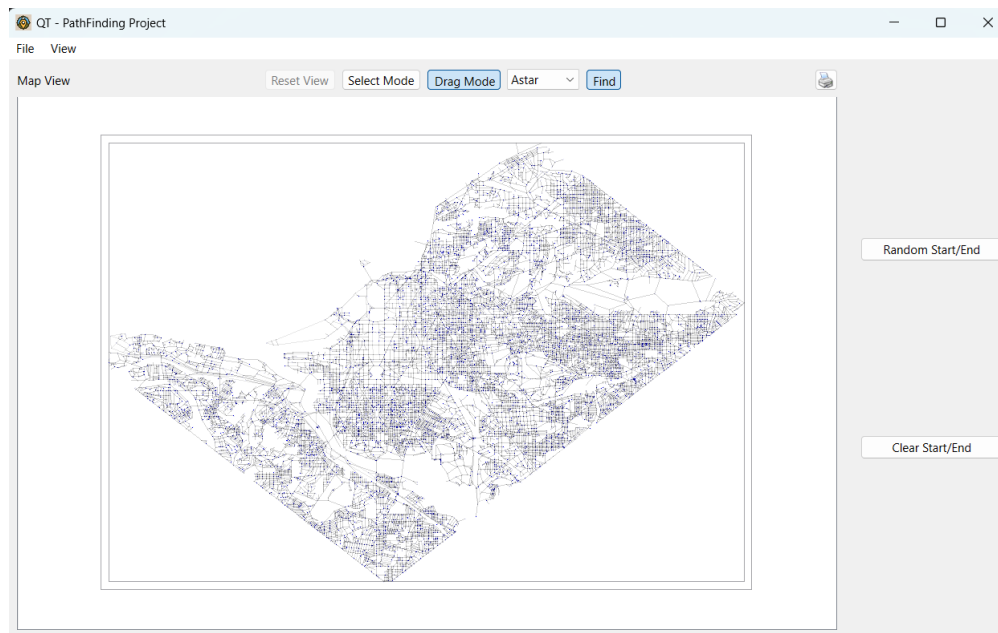 QT - PathFinding Project
File View
Map View Reset View Select Mode Drag Mode Astar Find
Random Start/End
Clear Start/End